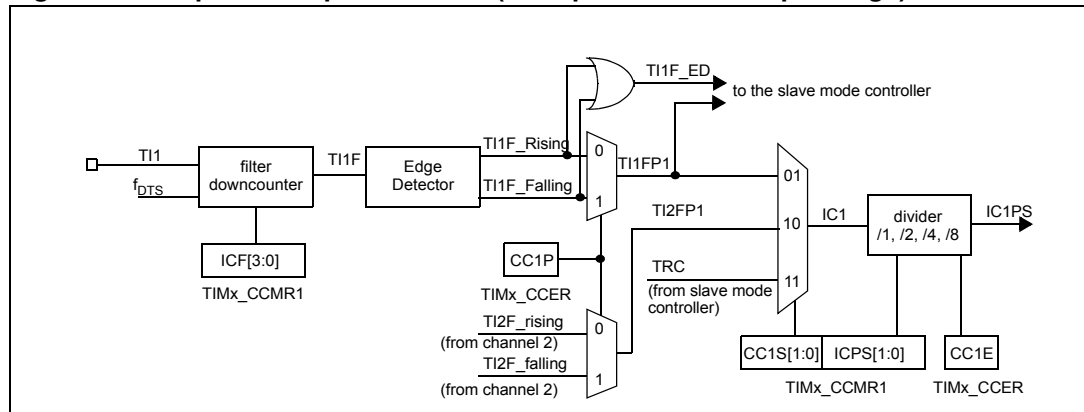 TI1F_ED
to the slave mode controller
TI1
fDTS
filter
downcounter
TI1F
Edge
Detector
TI1F_Rising
TI1F_Falling
0
1
TI1FP1
01
TI2FP1
10
IC1
divider
/1, /2, /4, /8
IC1PS
ICF[3:0]
TIMx_CCMR1
CC1P
TIMx_CCER
TRC
(from slave mode
controller)
11
TI2F_rising
(from channel 2)
0
TI2F_falling
(from channel 2)
1
CC1S[1:0]
ICPS[1:0]
CC1E
TIMx_CCMR1
TIMx_CCER